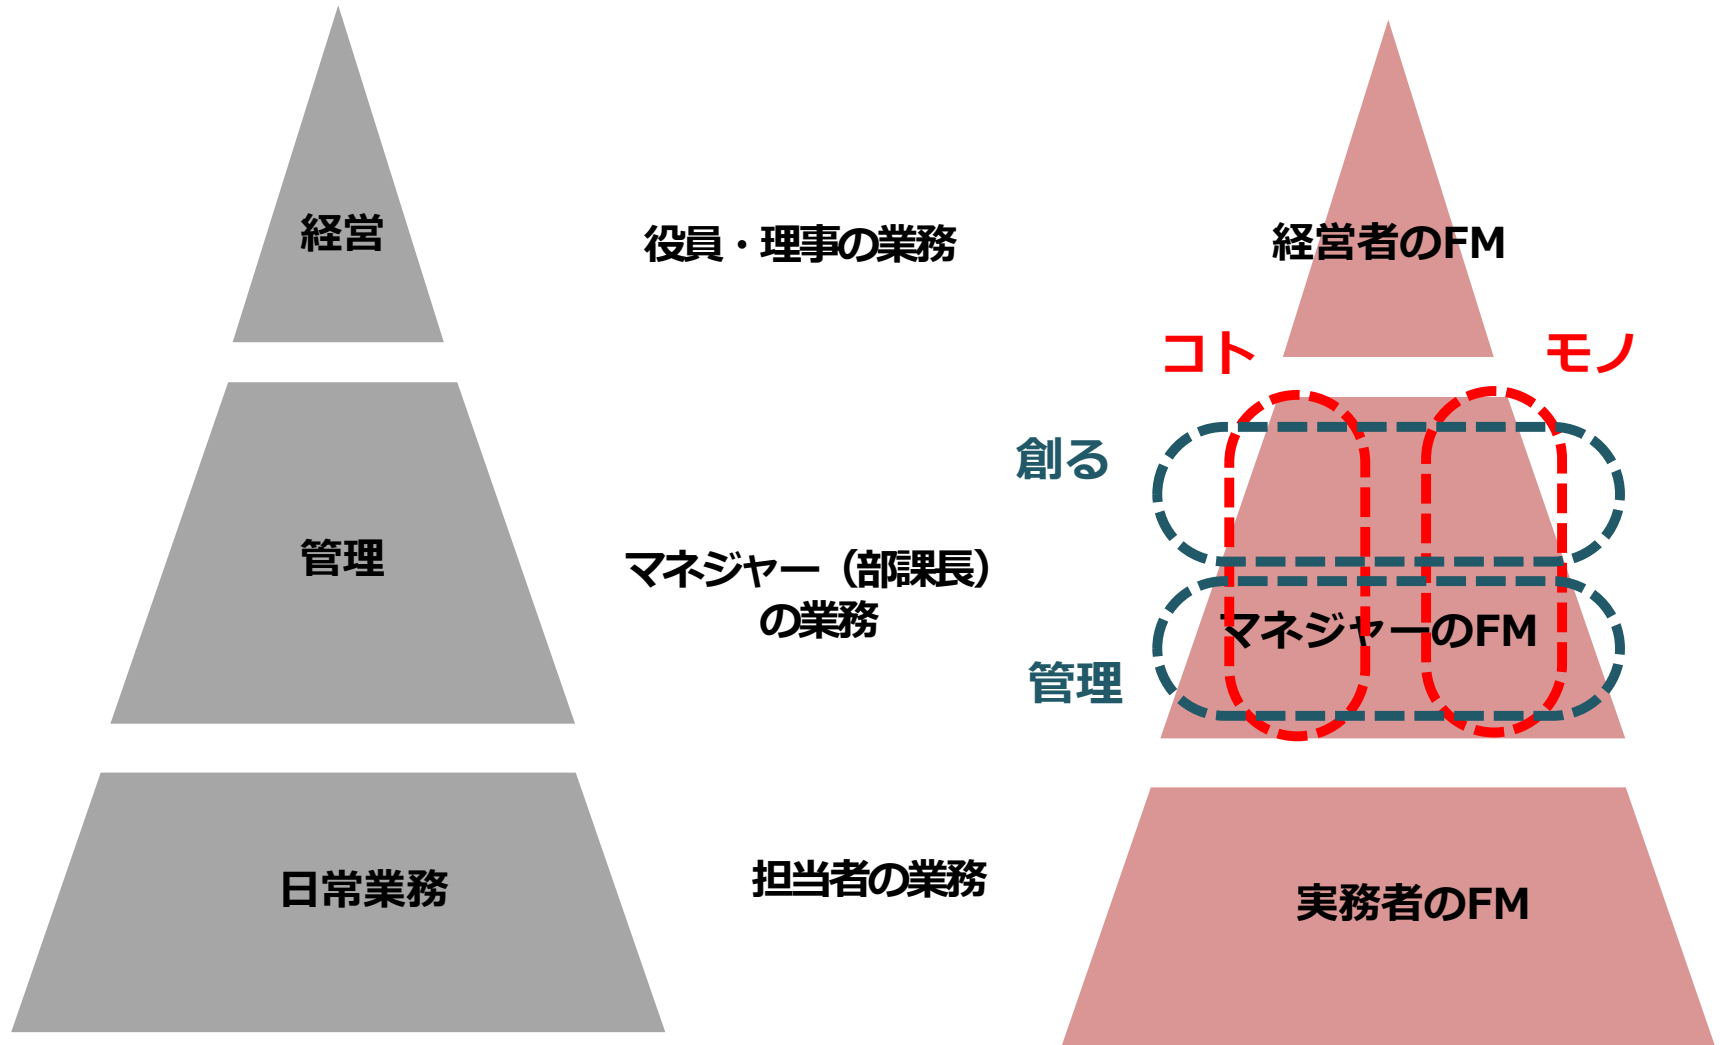 経営
役員・理事の業務
経営者のFM
コト
モノ
創る
管理
マネジャー（部課長）
の業務
マネジャーのFM
管理
日常業務
担当者の業務
実務者のFM